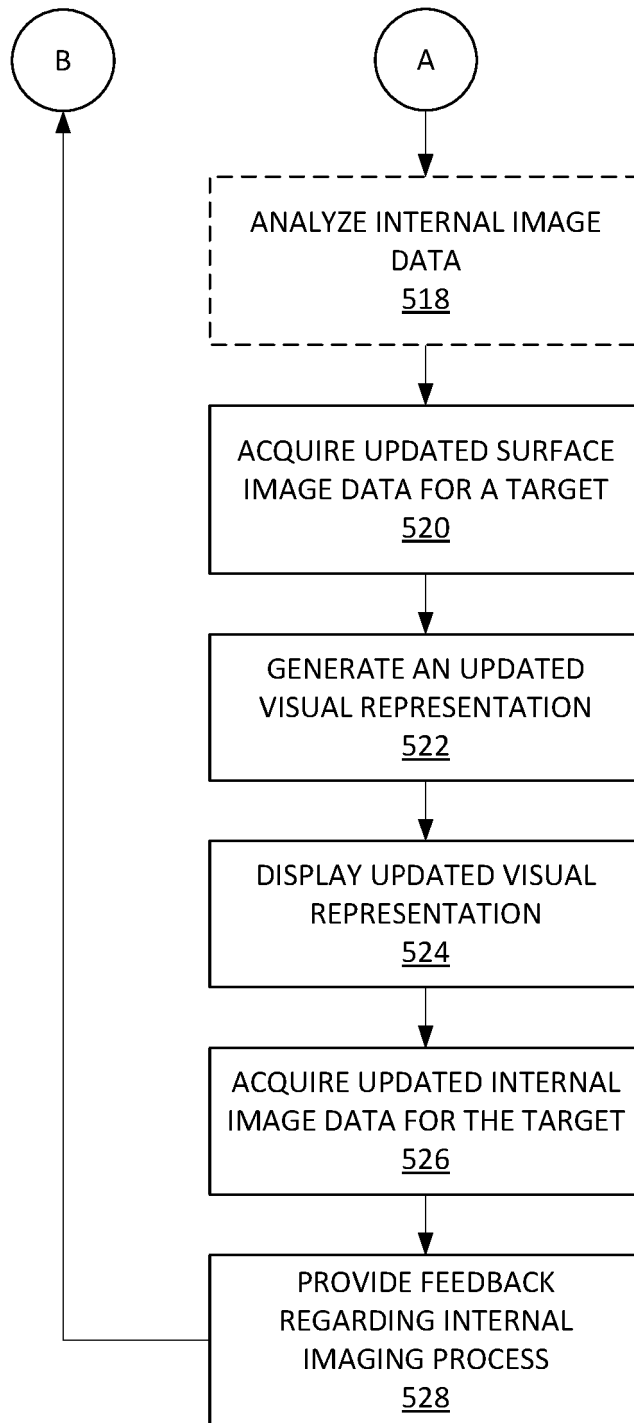 B
A
ANALYZE INTERNAL IMAGE
DATA
518
ACQUIRE UPDATED SURFACE
IMAGE DATA FOR A TARGET
520
GENERATE AN UPDATED
VISUAL REPRESENTATION
522
DISPLAY UPDATED VISUAL
REPRESENTATION
524
ACQUIRE UPDATED INTERNAL
IMAGE DATA FOR THE TARGET
526
PROVIDE FEEDBACK
REGARDING INTERNAL
IMAGING PROCESS
528